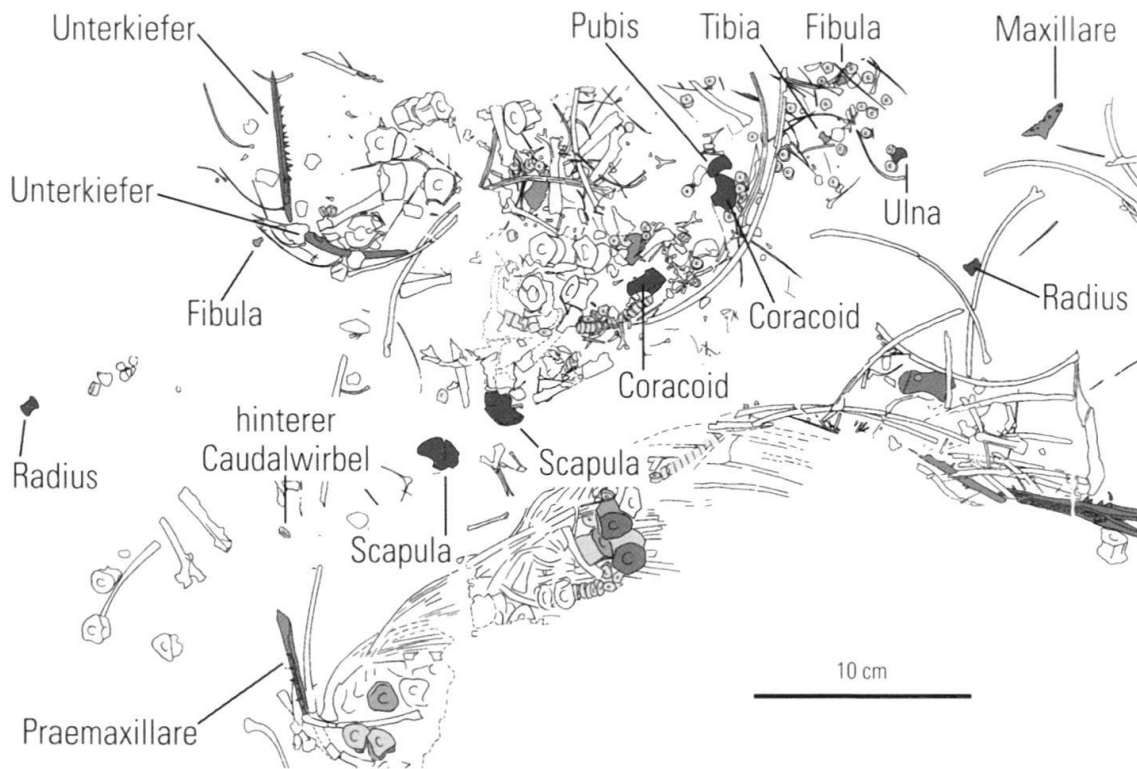 Unterkiefer
Pubis
Tibia
Fibula
Maxillare
Unterkiefer
Ulna
Fibula
Coracoid
Radius
Coracoid
hinterer
Caudalwirbel
Radius
Scapula
Scapula
10 cm
Praemaxillare